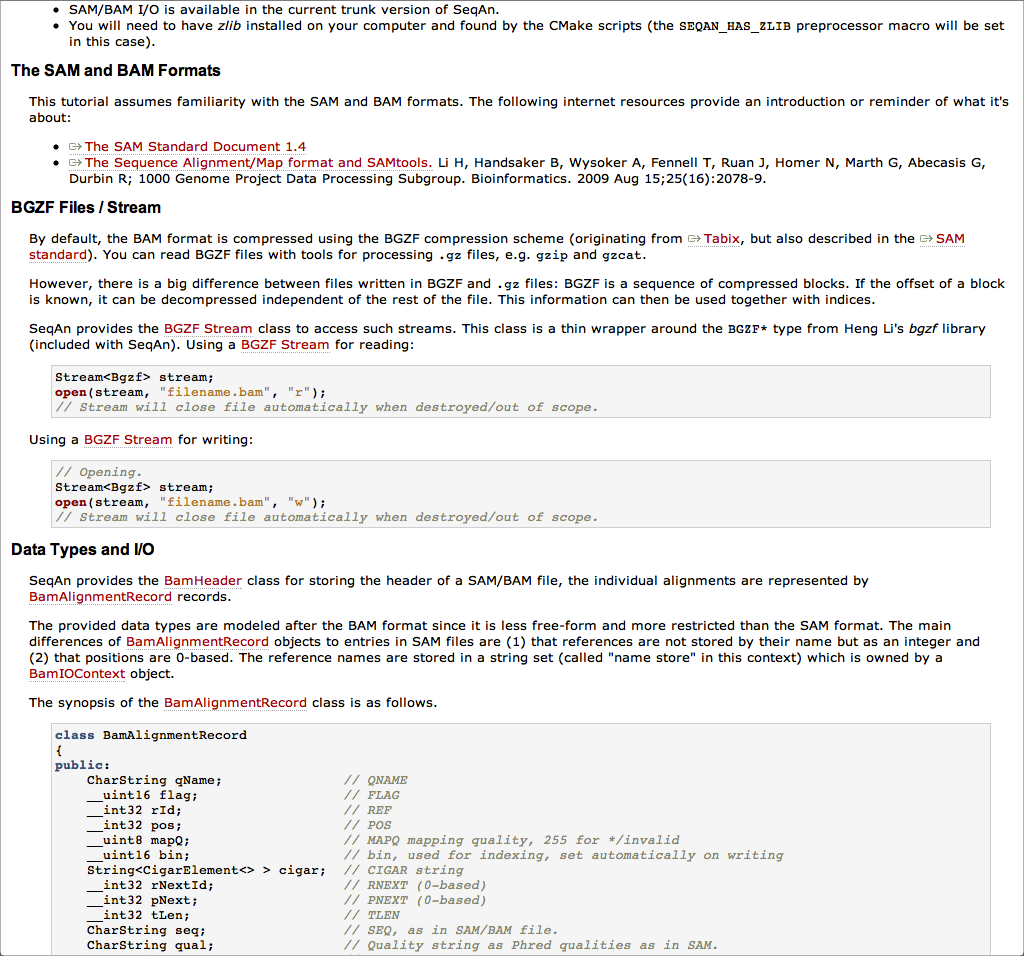 • SAM/BAM I/O is available in the current trunk version of SeqAn.
• You will need to have zlib installed on your computer and found by the CMake scripts (the SEQAN_HAS_ZLIB preprocessor macro will be set
in this case).
The SAM and BAM Formats
This tutorial assumes familiarity with the SAM and BAM formats. The following internet resources provide an introduction or reminder of what it's
about:
• The SAM Standard Document 1.4
• The Sequence Alignment/Map format and SAMtools. Li H, Handsaker B, Wysoker A, Fennell T, Ruan J, Homer N, Marth G, Abecasis G,
Durbin R; 1000 Genome Project Data Processing Subgroup. Bioinformatics. 2009 Aug 15;25(16):2078-9.
BGZF Files / Stream
By default, the BAM format is compressed using the BGZF compression scheme (originating from Tabix, but also described in the SAM
standard). You can read BGZF files with tools for processing .gz files, e.g. gzip and gzcat.
However, there is a big difference between files written in BGZF and .gz files: BGZF is a sequence of compressed blocks. If the offset of a block
is known, it can be decompressed independent of the rest of the file. This information can then be used together with indices.
SeqAn provides the BGZF Stream class to access such streams. This class is a thin wrapper around the BGZF* type from Heng Li's bgzf library
(included with SeqAn). Using a BGZF Stream for reading:
Stream<Bgzf> stream;
open(stream, "filename.bam", "r");
// Stream will close file automatically when destroyed/out of scope.
Using a BGZF Stream for writing:
// Opening.
Stream<Bgzf> stream;
open(stream, "filename.bam", "w");
// Stream will close file automatically when destroyed/out of scope.
Data Types and I/O
SeqAn provides the BamHeader class for storing the header of a SAM/BAM file, the individual alignments are represented by
BamAlignmentRecord records.
The provided data types are modeled after the BAM format since it is less free-form and more restricted than the SAM format. The main
differences of BamAlignmentRecord objects to entries in SAM files are (1) that references are not stored by their name but as an integer and
(2) that positions are 0-based. The reference names are stored in a string set (called "name store" in this context) which is owned by a
BamIOContext object.
The synopsis of the BamAlignmentRecord class is as follows.
class BamAlignmentRecord
{
public:
    CharString qName;               // QNAME
    __uint16 flag;                  // FLAG
    __int32 rId;                    // REF
    __int32 pos;                    // POS
    __uint8 mapQ;                   // MAPQ mapping quality, 255 for */invalid
    __uint16 bin;                   // bin, used for indexing, set automatically on writing
    String<CigarElement<> > cigar;  // CIGAR string
    __int32 rNextId;                // RNEXT (0-based)
    __int32 pNext;                  // PNEXT (0-based)
    __int32 tLen;                   // TLEN
    CharString seq;                 // SEQ, as in SAM/BAM file.
    CharString qual;                // Quality string as Phred qualities as in SAM.